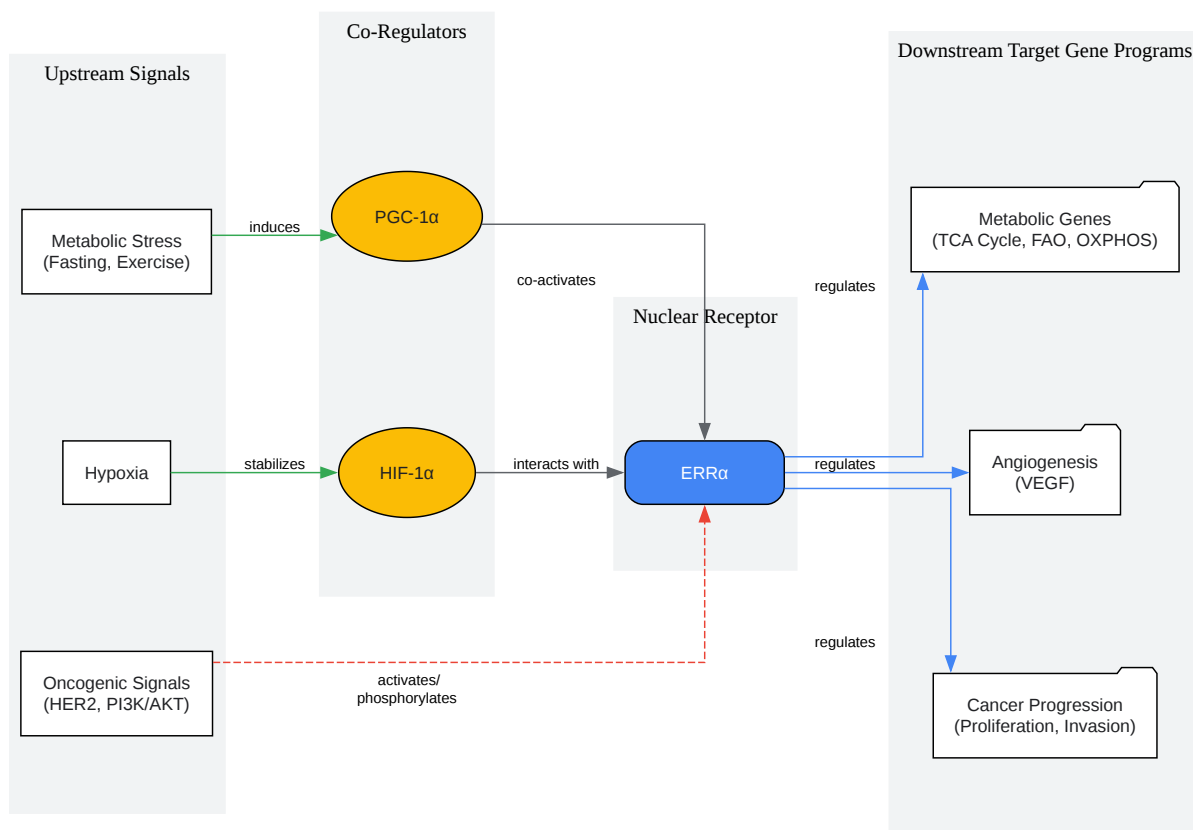 Upstream Signals
Metabolic Stress
(Fasting, Exercise)
Hypoxia
Oncogenic Signals
(HER2, PI3K/AKT)
induces
stabilizes
activates/
phosphorylates
Co-Regulators
PGC-1α
HIF-1α
co-activates
interacts with
Nuclear Receptor
ERRα
regulates
regulates
regulates
Downstream Target Gene Programs
Metabolic Genes
(TCA Cycle, FAO, OXPHOS)
Angiogenesis
(VEGF)
Cancer Progression
(Proliferation, Invasion)